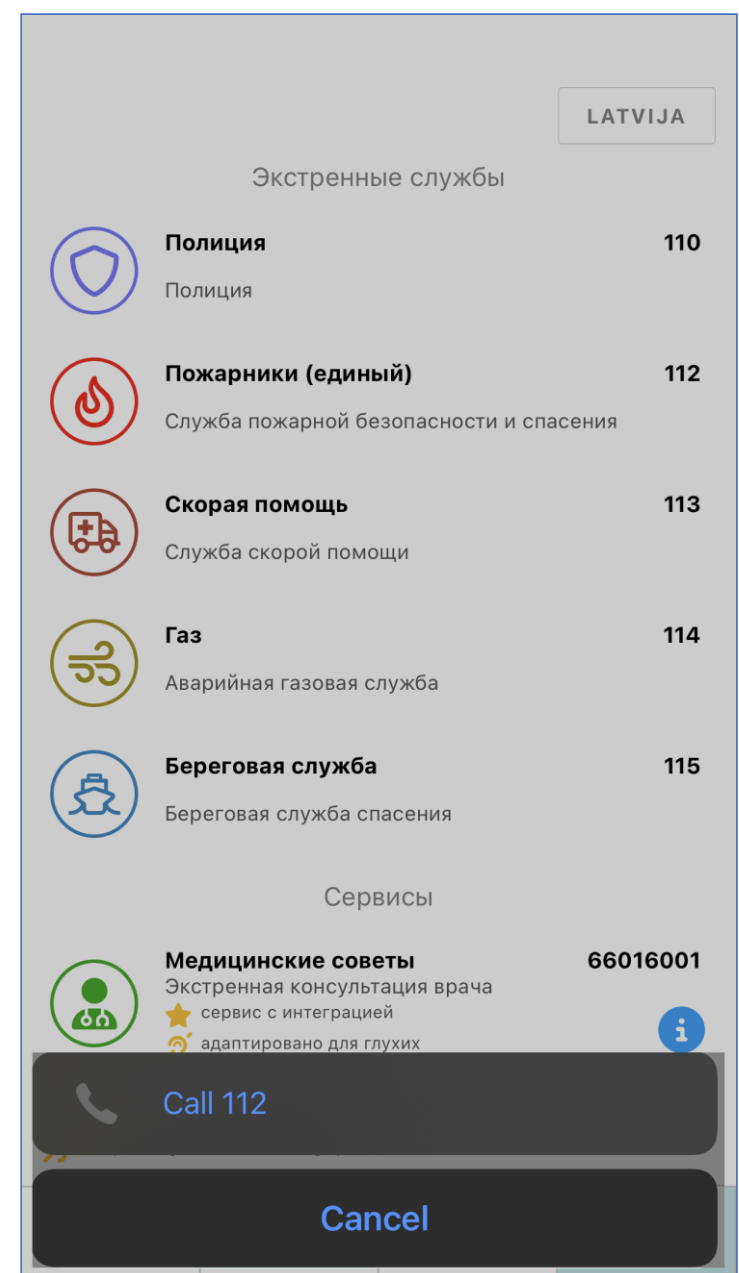 LATVIJA
Экстренные службы
Полиция 110
Полиция
Пожарники (единый) 112
Служба пожарной безопасности и спасения
Скорая помощь 113
Служба скорой помощи
Газ 114
Аварийная газовая служба
Береговая служба 115
Береговая служба спасения
Сервисы
Медицинские советы 66016001
Экстренная консультация врача
сервис с интеграцией
адаптировано для глухих
Call 112
Cancel